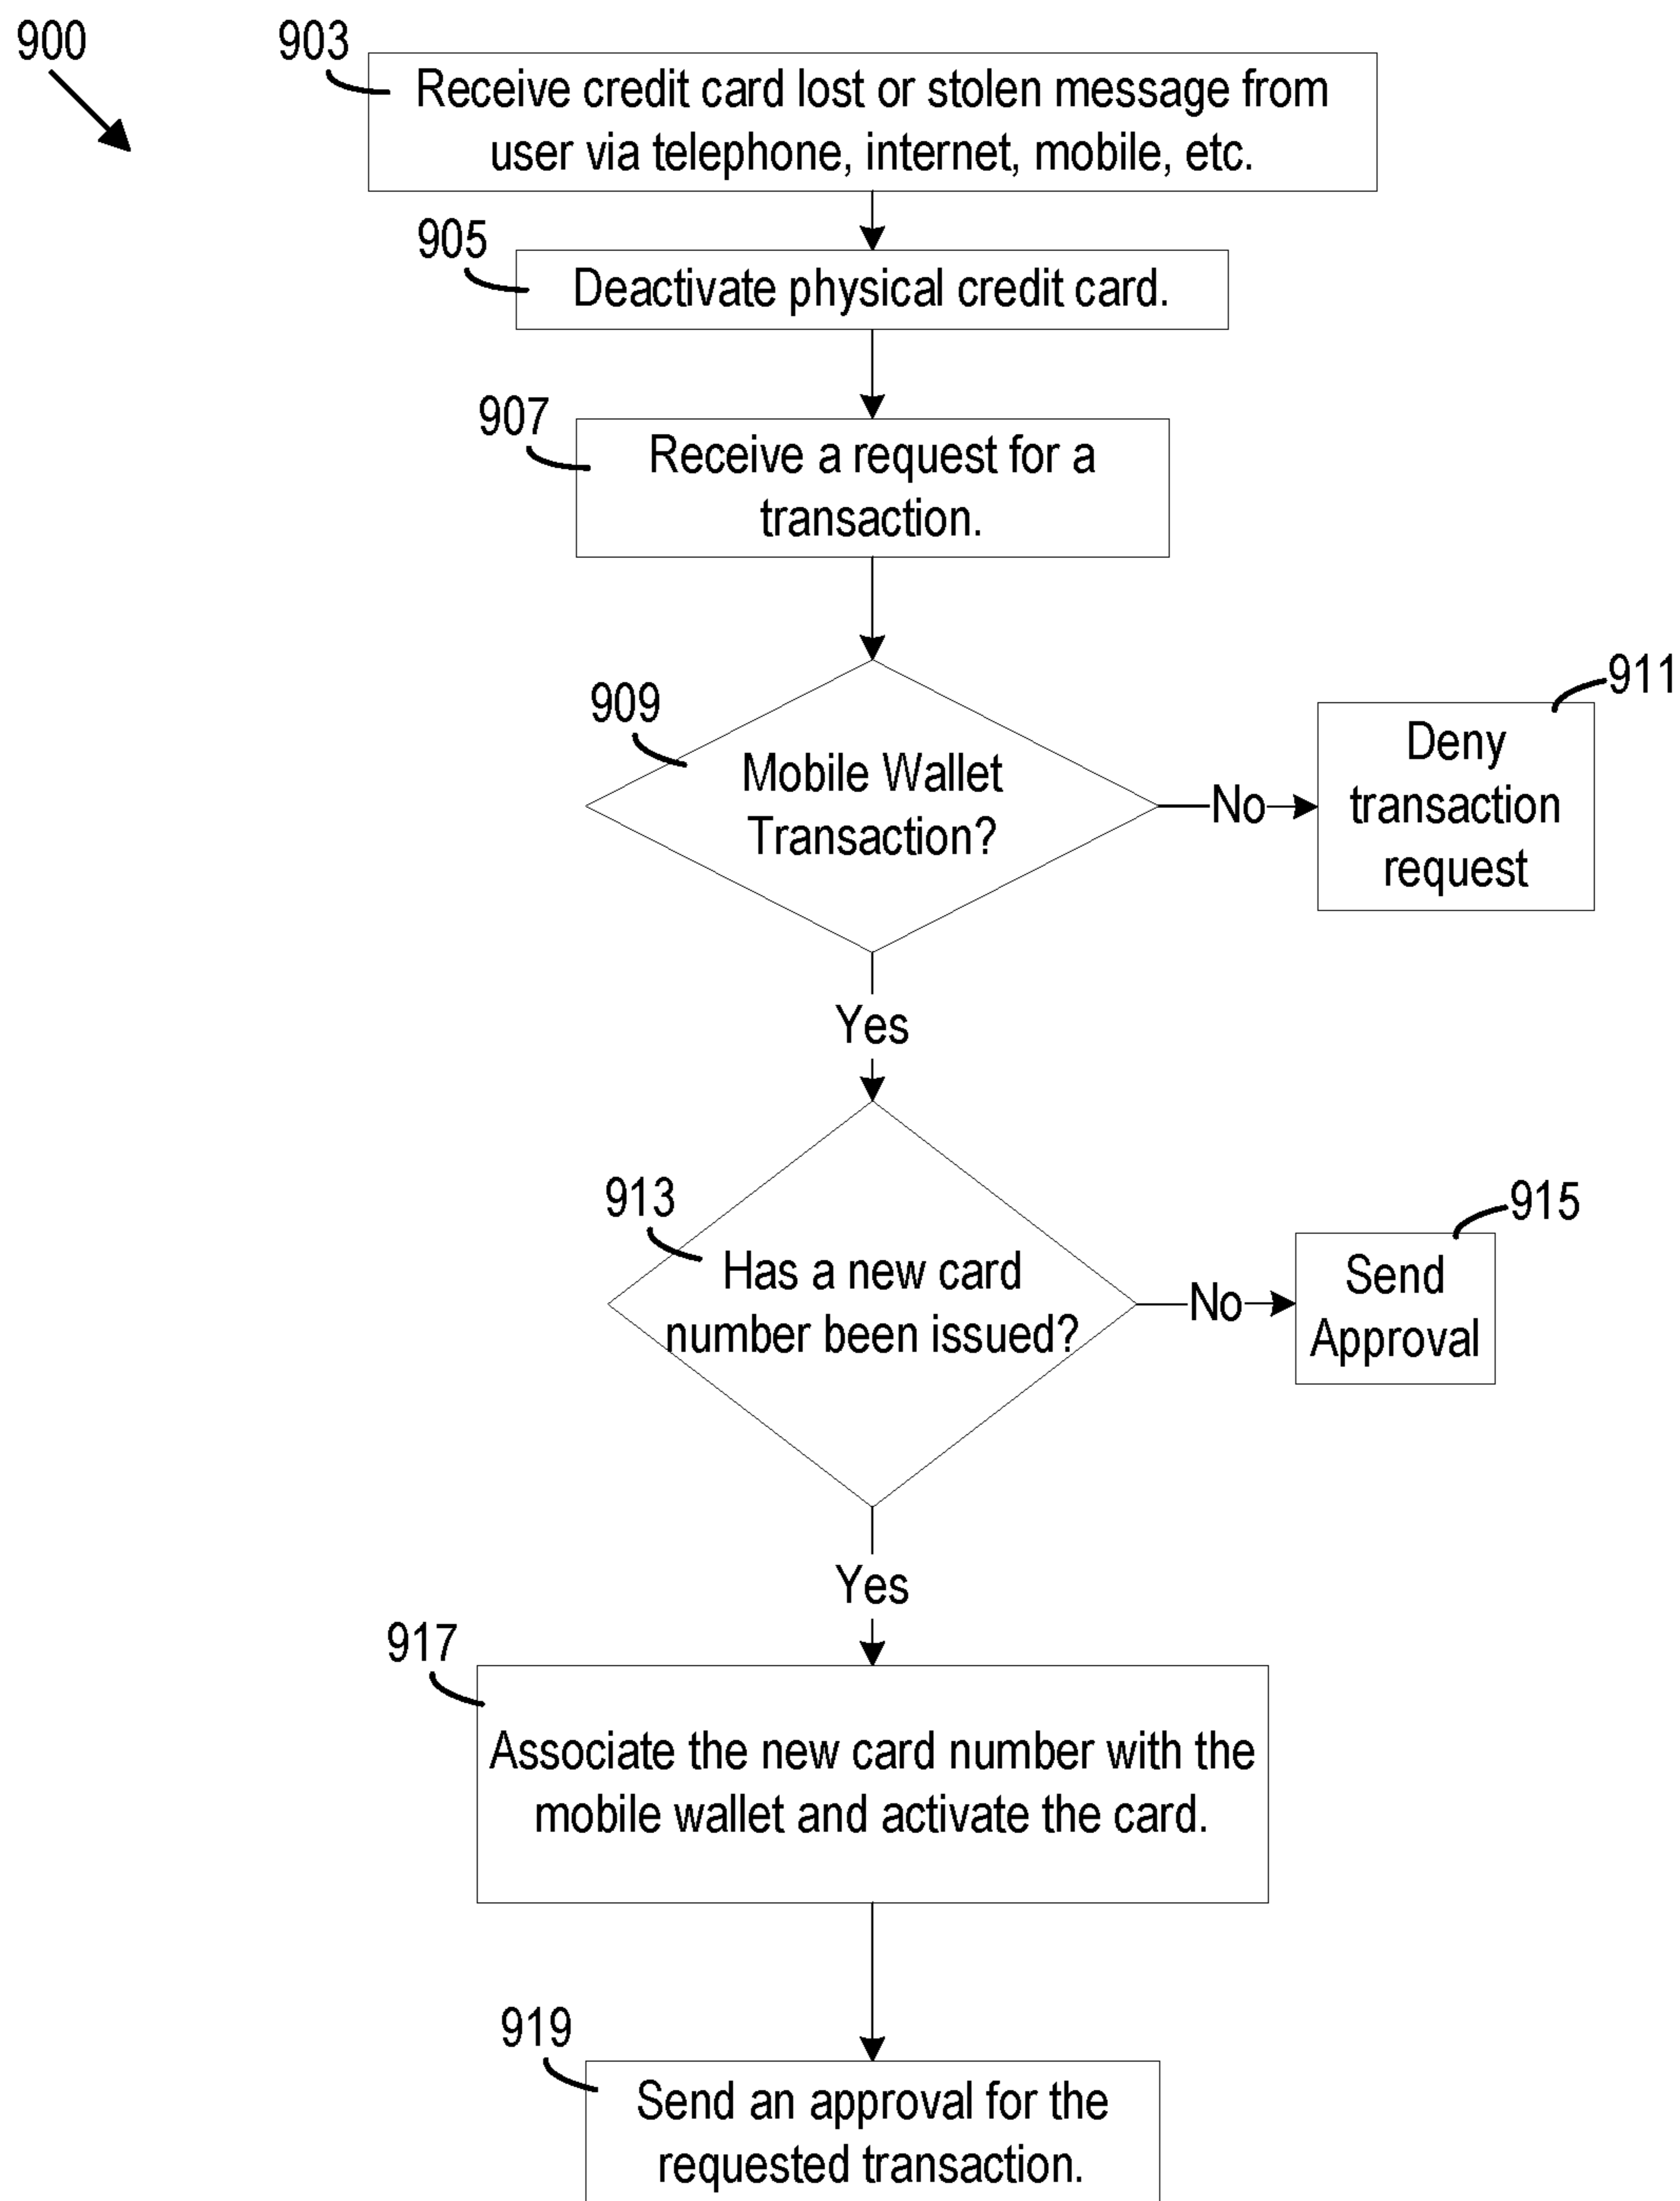 900
903
Receive credit card lost or stolen message from
user via telephone, internet, mobile, etc.
905
Deactivate physical credit card.
907
Receive a request for a
transaction.
909
Mobile Wallet
Transaction?
No
911
Deny
transaction
request
Yes
913
Has a new card
number been issued?
No
915
Send
Approval
Yes
917
Associate the new card number with the
mobile wallet and activate the card.
919
Send an approval for the
requested transaction.